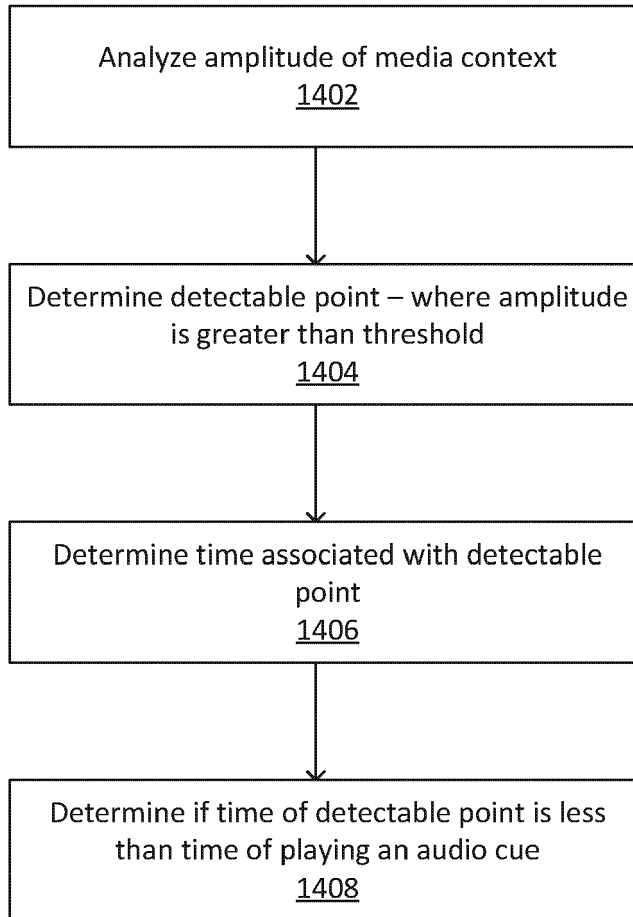 Analyze amplitude of media context
1402
Determine detectable point – where amplitude
is greater than threshold
1404
Determine time associated with detectable
point
1406
Determine if time of detectable point is less
than time of playing an audio cue
1408